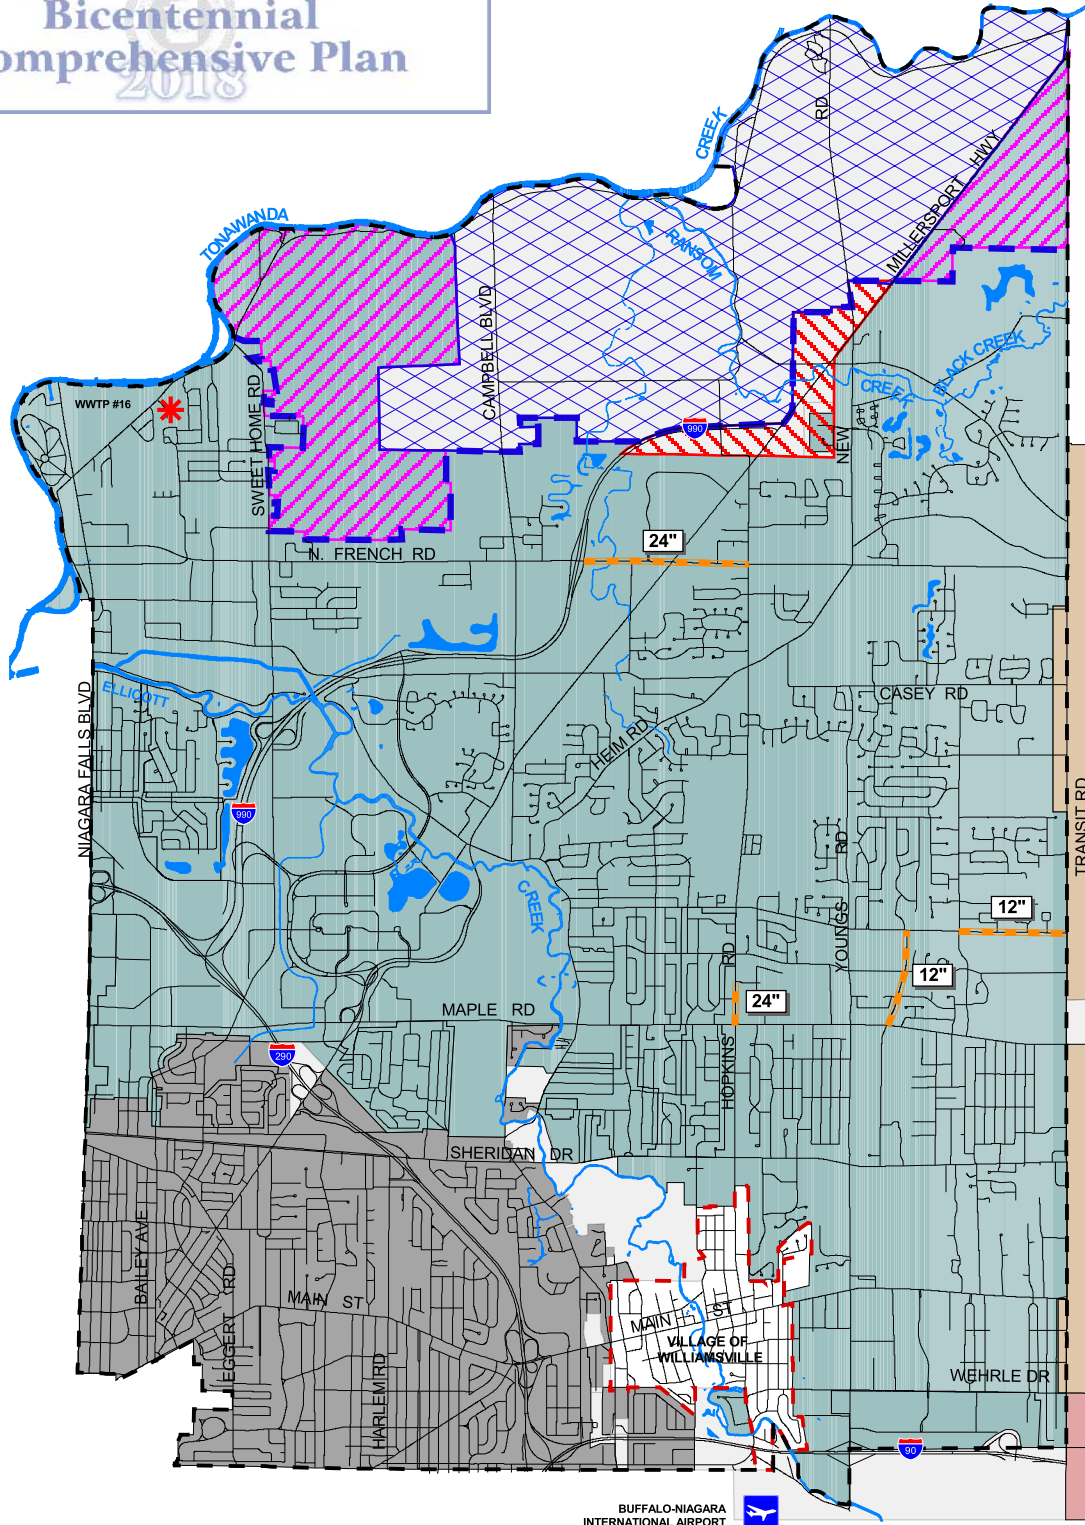 Bicentennial
omprehensive Plan
2018
CREEK
RD
MILLERSPORT HWY
TONAWANDA
RANSOM
CAMPBELL BLVD
BLACK CREEK
CREEK
WWTP #16
SWEET HOME RD
990
NEW
24"
N. FRENCH RD
ELLICOTT
CASEY RD
NIAGARA FALLS BLVD
HEIM RD
990
TRANSIT RD
YOUNGS RD
CREEK
12"
12"
RD
24"
MAPLE RD
HOPKINS
290
SHERIDAN DR
BAILEY AVE
EGGERT RD
MAIN ST
MAIN ST
VILLAGE OF
WILLIAMSVILLE
HARLEM RD
WEHRLE DR
90
BUFFALO-NIAGARA
INTERNATIONAL AIRPORT